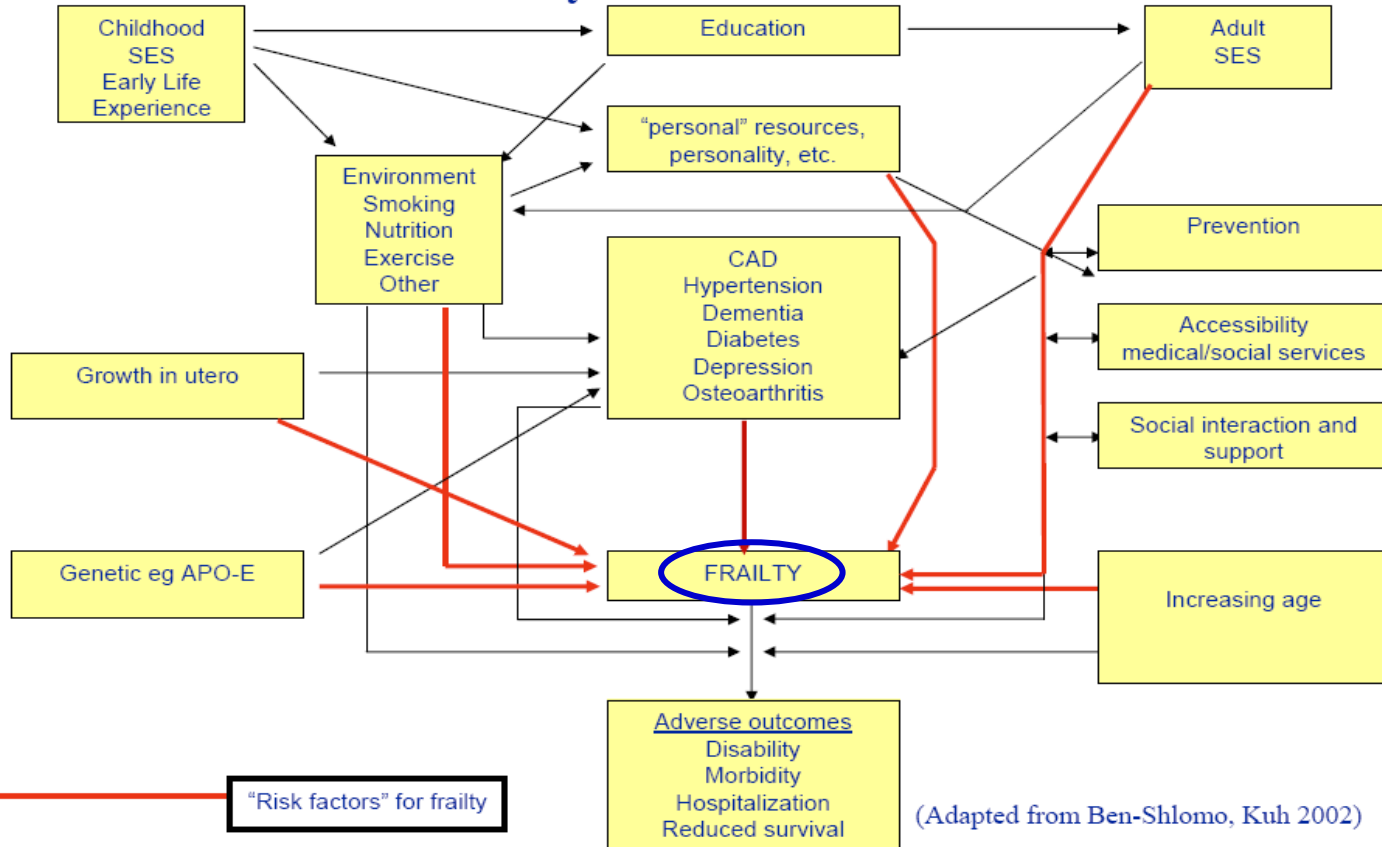 Childhood
SES
Early Life
Experience
Education
Adult
SES
"personal" resources,
personality, etc.
Environment
Smoking
Nutrition
Exercise
Other
Prevention
CAD
Hypertension
Dementia
Diabetes
Depression
Osteoarthritis
Accessibility
medical/social services
Growth in utero
Social interaction and
support
Genetic eg APO-E
FRAILTY
Increasing age
Adverse outcomes
Disability
Morbidity
Hospitalization
Reduced survival
"Risk factors" for frailty
(Adapted from Ben-Shlomo, Kuh 2002)